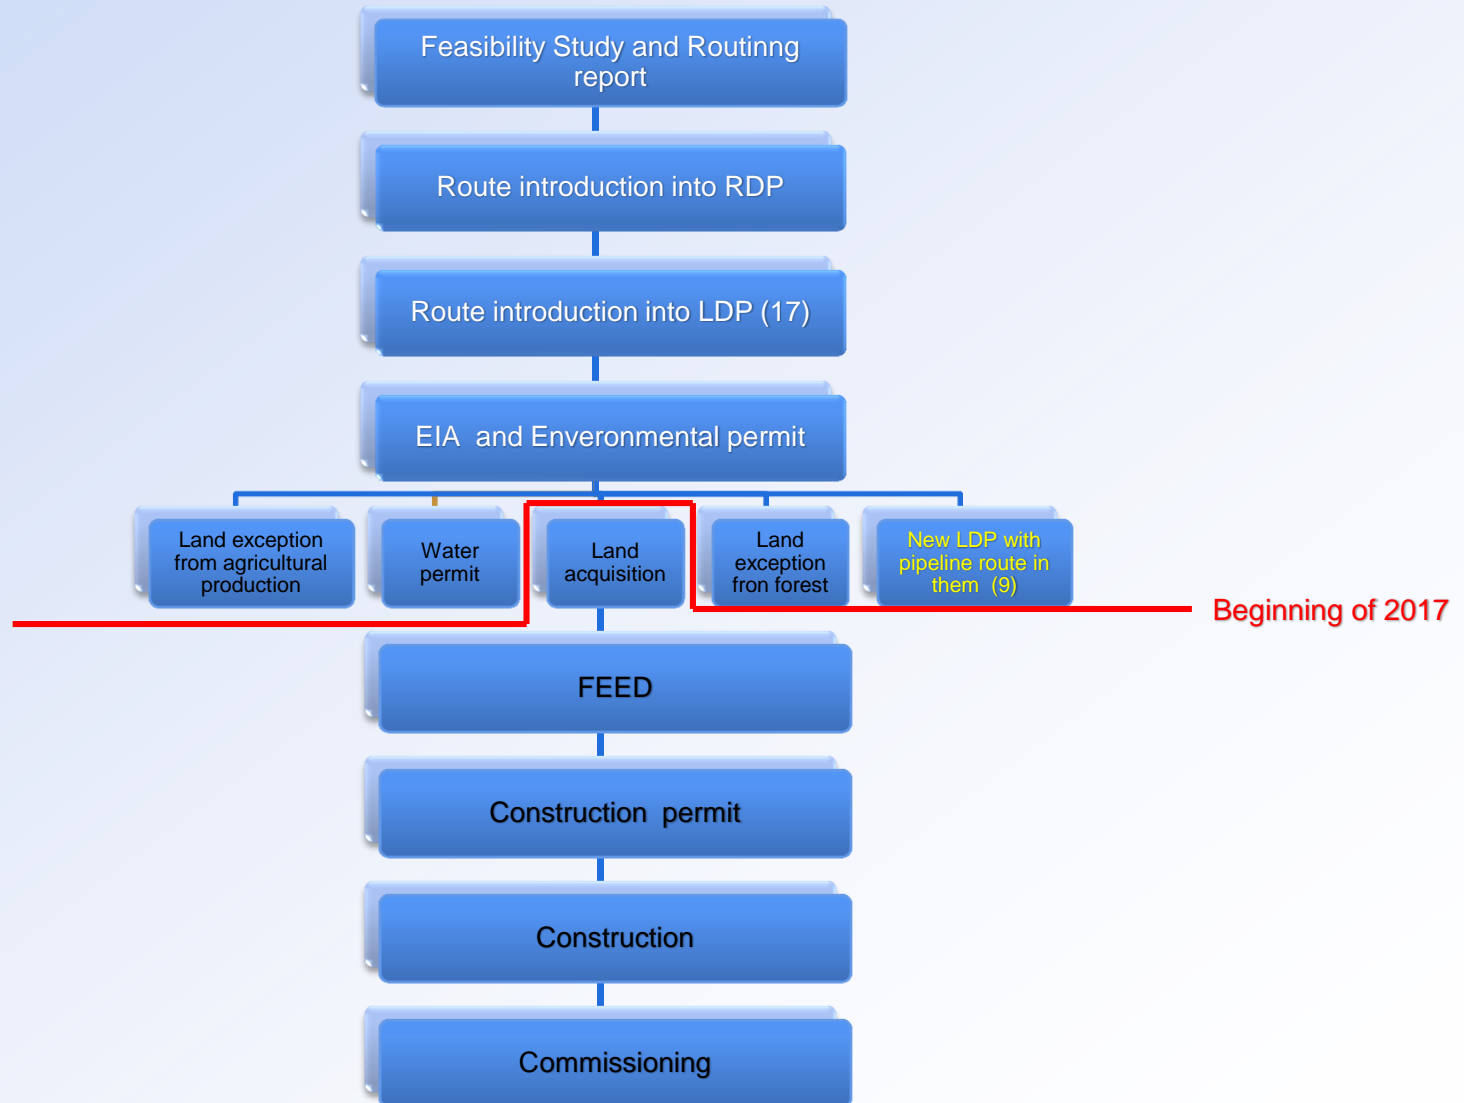 Feasibility Study and Routinng
report
Route introduction into RDP
Route introduction into LDP (17)
EIA and Enveronmental permit
Land exception
from agricultural
production
Water
permit
Land
acquisition
Land
exception
fron forest
New LDP with
pipeline route in
them (9)
Beginning of 2017
FEED
Construction permit
Construction
Commissioning